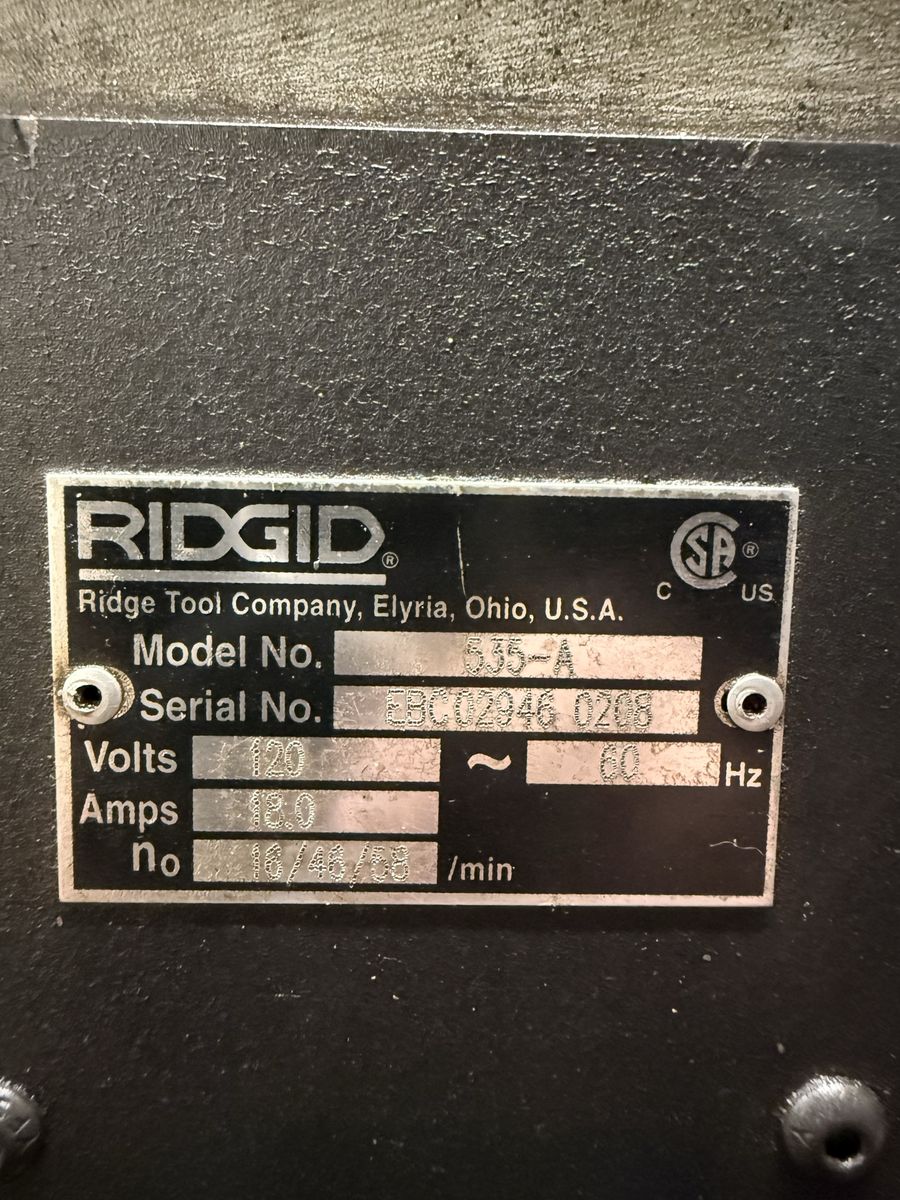 RIDGID®
Ridge Tool Company, Elyria, Ohio, U.S.A.
C SA® US
Model No. 535-A
Serial No. EBC02946 0208
Volts 120 ~ 60 Hz
Amps 18.0
no 16/46/58 /min